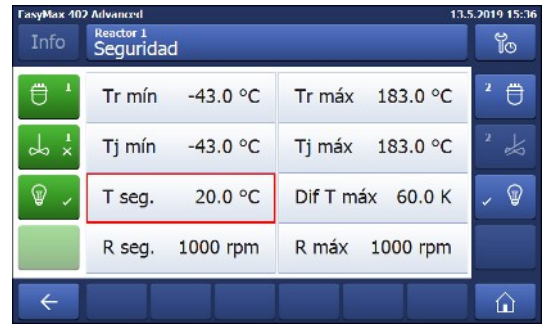 EasyMax 402 Advanced 13.5.2019 15:36
Info
Reactor 1
Seguridad
1 Tr mín -43.0 °C Tr máx 183.0 °C 2
1 Tj mín -43.0 °C Tj máx 183.0 °C 2
T seg. 20.0 °C Dif T máx 60.0 K
R seg. 1000 rpm R máx 1000 rpm